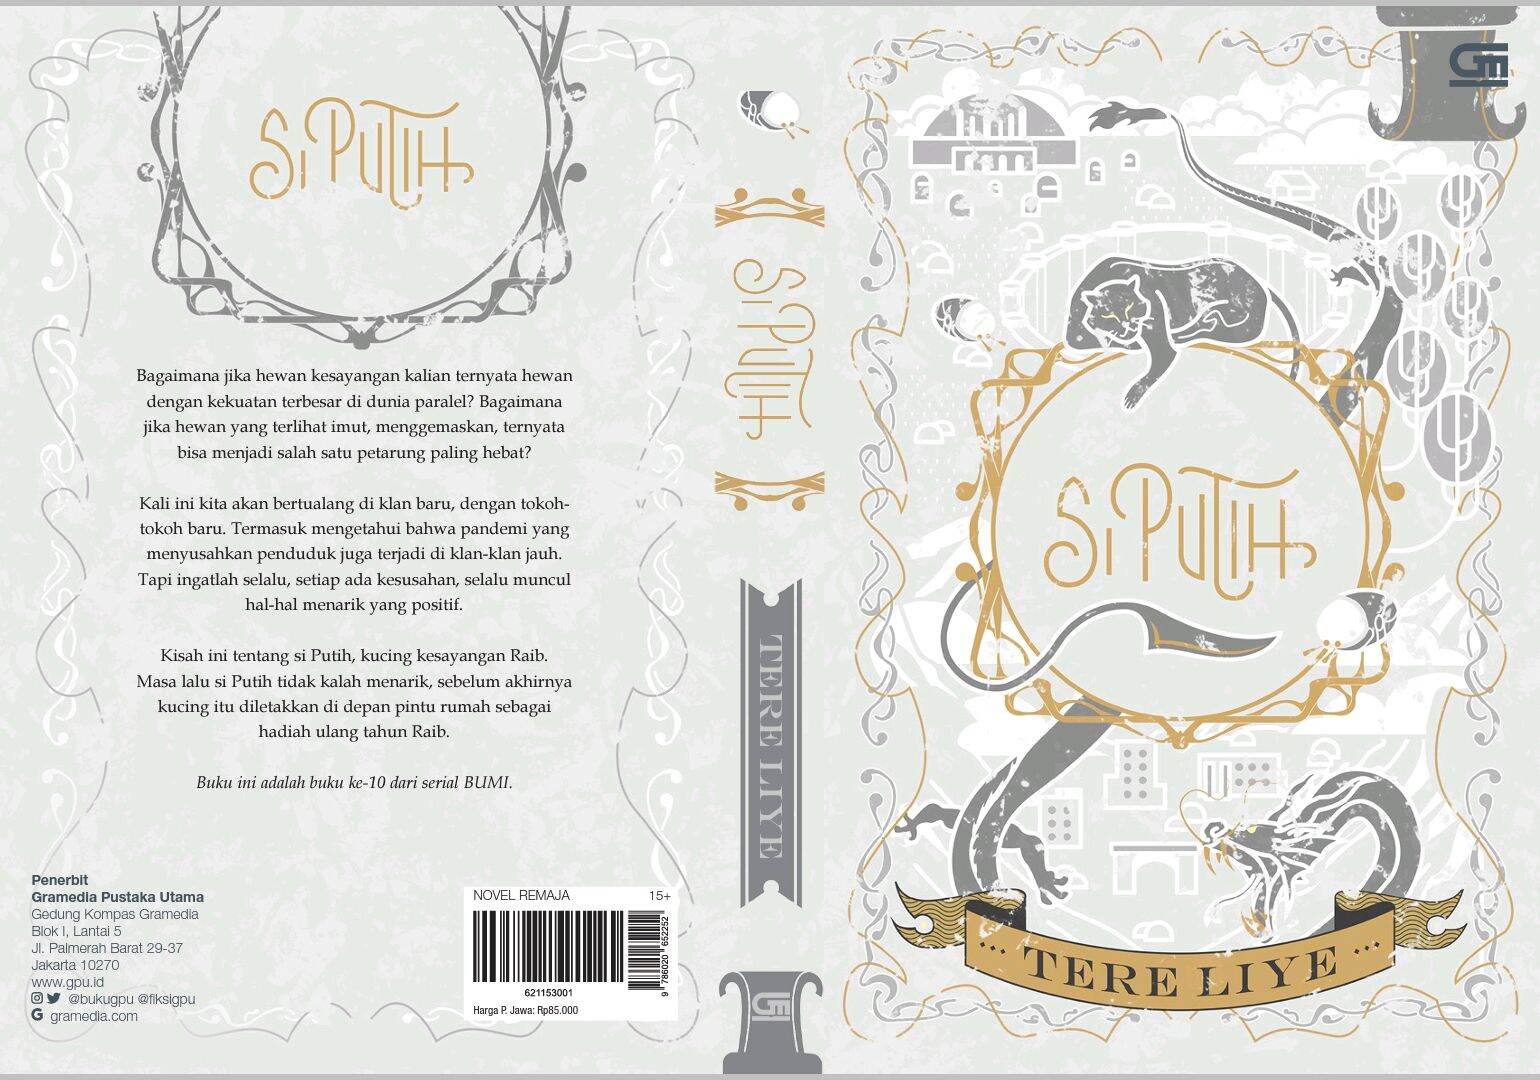 Si PUTIH
Bagaimana jika hewan kesayangan kalian ternyata hewan
dengan kekuatan terbesar di dunia paralel? Bagaimana
jika hewan yang terlihat imut, menggemaskan, ternyata
bisa menjadi salah satu petarung paling hebat?
Kali ini kita akan bertualang di klan baru, dengan tokoh-
tokoh baru. Termasuk mengetahui bahwa pandemi yang
menyusahkan penduduk juga terjadi di klan-klan jauh.
Tapi ingatlah selalu, setiap ada kesusahan, selalu muncul
hal-hal menarik yang positif.
Kisah ini tentang si Putih, kucing kesayangan Raib.
Masa lalu si Putih tidak kalah menarik, sebelum akhirnya
kucing itu diletakkan di depan pintu rumah sebagai
hadiah ulang tahun Raib.
Buku ini adalah buku ke-10 dari serial BUMI.
Penerbit
Gramedia Pustaka Utama
Gedung Kompas Gramedia
Blok I, Lantai 5
Jl. Palmerah Barat 29-37
Jakarta 10270
www.gpu.id
@bukugpu @fiksigpu
gramedia.com
NOVEL REMAJA 15+
621153001
9 786020 652252
Harga P. Jawa: Rp85.000
Si PUTIH
TERE LIYE
GM
GM
Si PUTIH
TERE LIYE